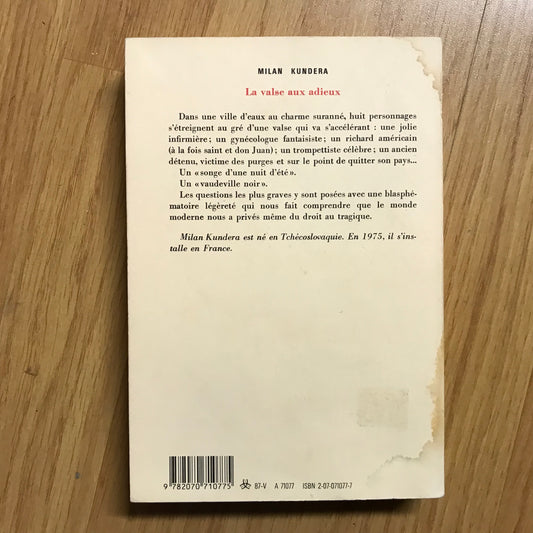 MILAN KUNDERA
La valse aux adieux
Dans une ville d'eaux au charme suranné, huit personnages
s'étreignent au gré d'une valse qui va s'accélérant : une jolie
infirmière ; un gynécologue fantaisiste ; un richard américain
(à la fois saint et don Juan) ; un trompettiste célèbre ; un ancien
détenu, victime des purges et sur le point de quitter son pays...
Un « songe d'une nuit d'été ».
Un « vaudeville noir ».
Les questions les plus graves y sont posées avec une blasphé-
matoire légèreté qui nous fait comprendre que le monde
moderne nous a privés même du droit au tragique.
Milan Kundera est né en Tchécoslovaquie. En 1975, il s'ins-
talle en France.
9 782070 710775
87-V A 71077 ISBN 2-07-071077-7